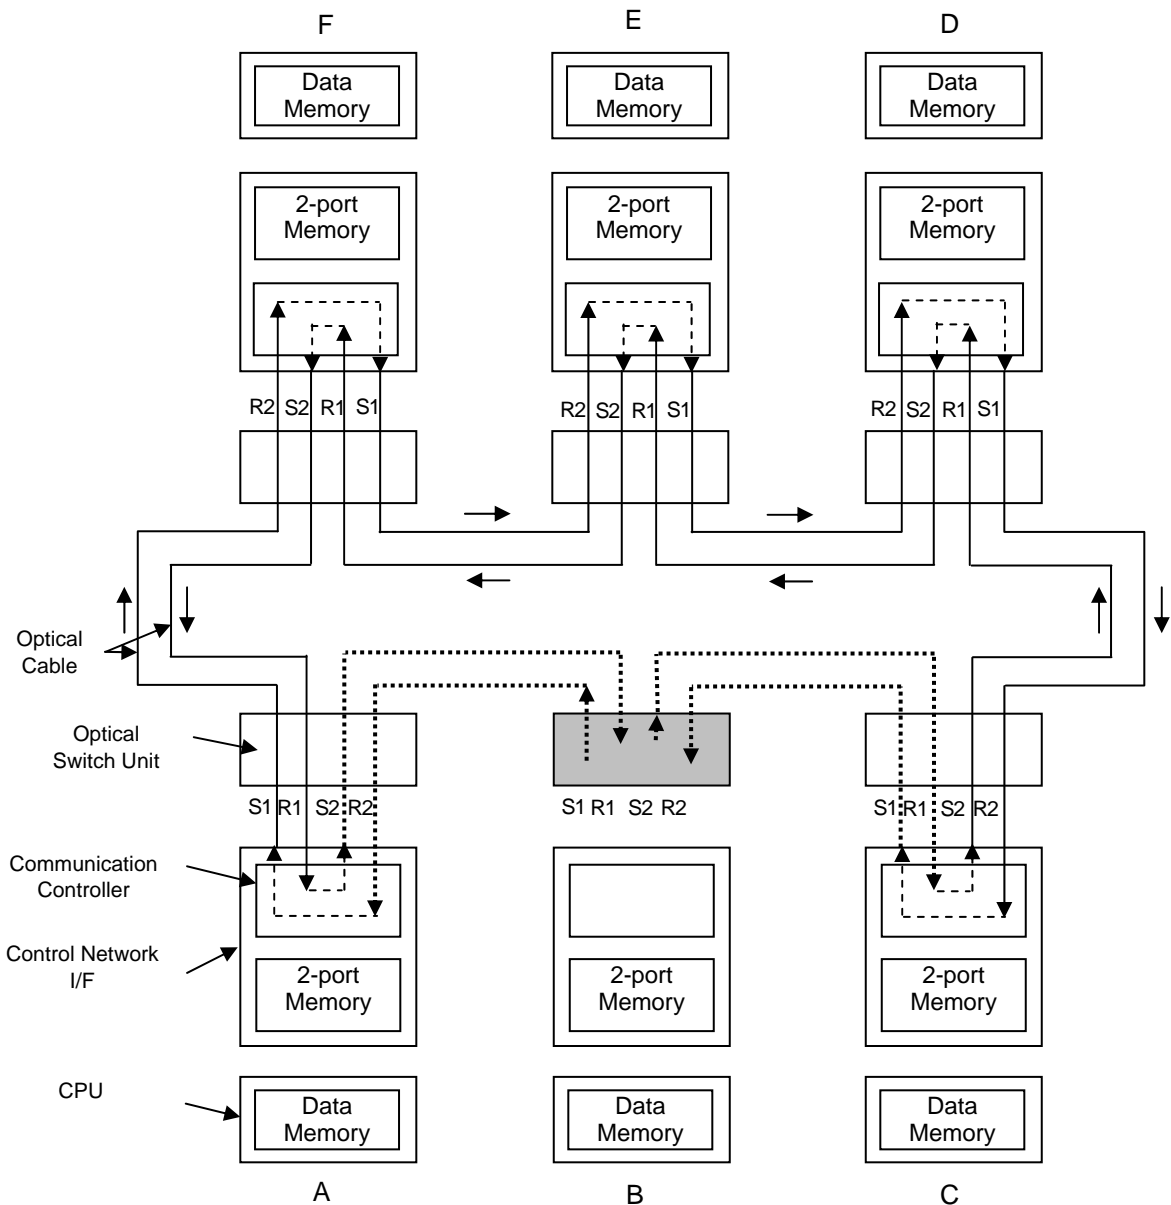 F
E
D
Data
Memory
Data
Memory
Data
Memory
2-port
Memory
2-port
Memory
2-port
Memory
R2 S2 R1 S1
R2 S2 R1 S1
R2 S2 R1 S1
Optical
Cable
Optical
Switch Unit
S1 R1 S2 R2
S1 R1 S2 R2
S1 R1 S2 R2
Communication
Controller
Control Network
I/F
2-port
Memory
2-port
Memory
2-port
Memory
CPU
Data
Memory
Data
Memory
Data
Memory
A
B
C